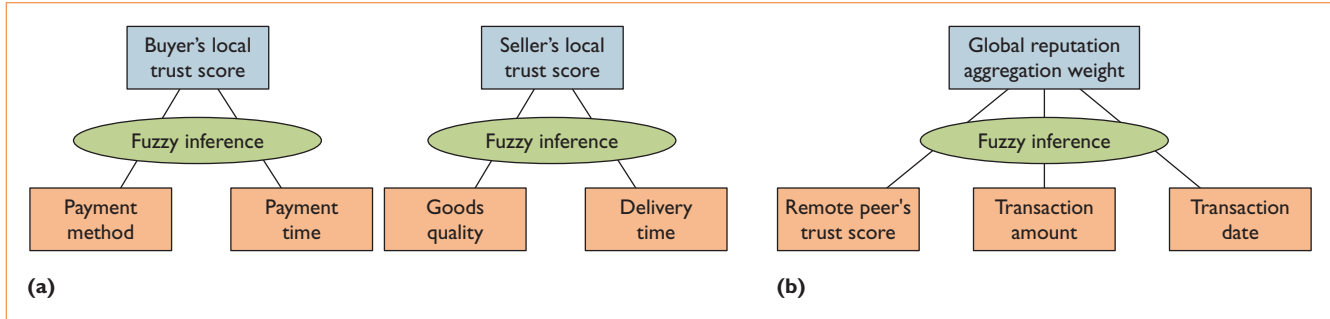 Buyer's local
trust score
Seller's local
trust score
Fuzzy inference
Fuzzy inference
Payment
method
Payment
time
Goods
quality
Delivery
time
(a)
Global reputation
aggregation weight
Fuzzy inference
Remote peer's
trust score
Transaction
amount
Transaction
date
(b)